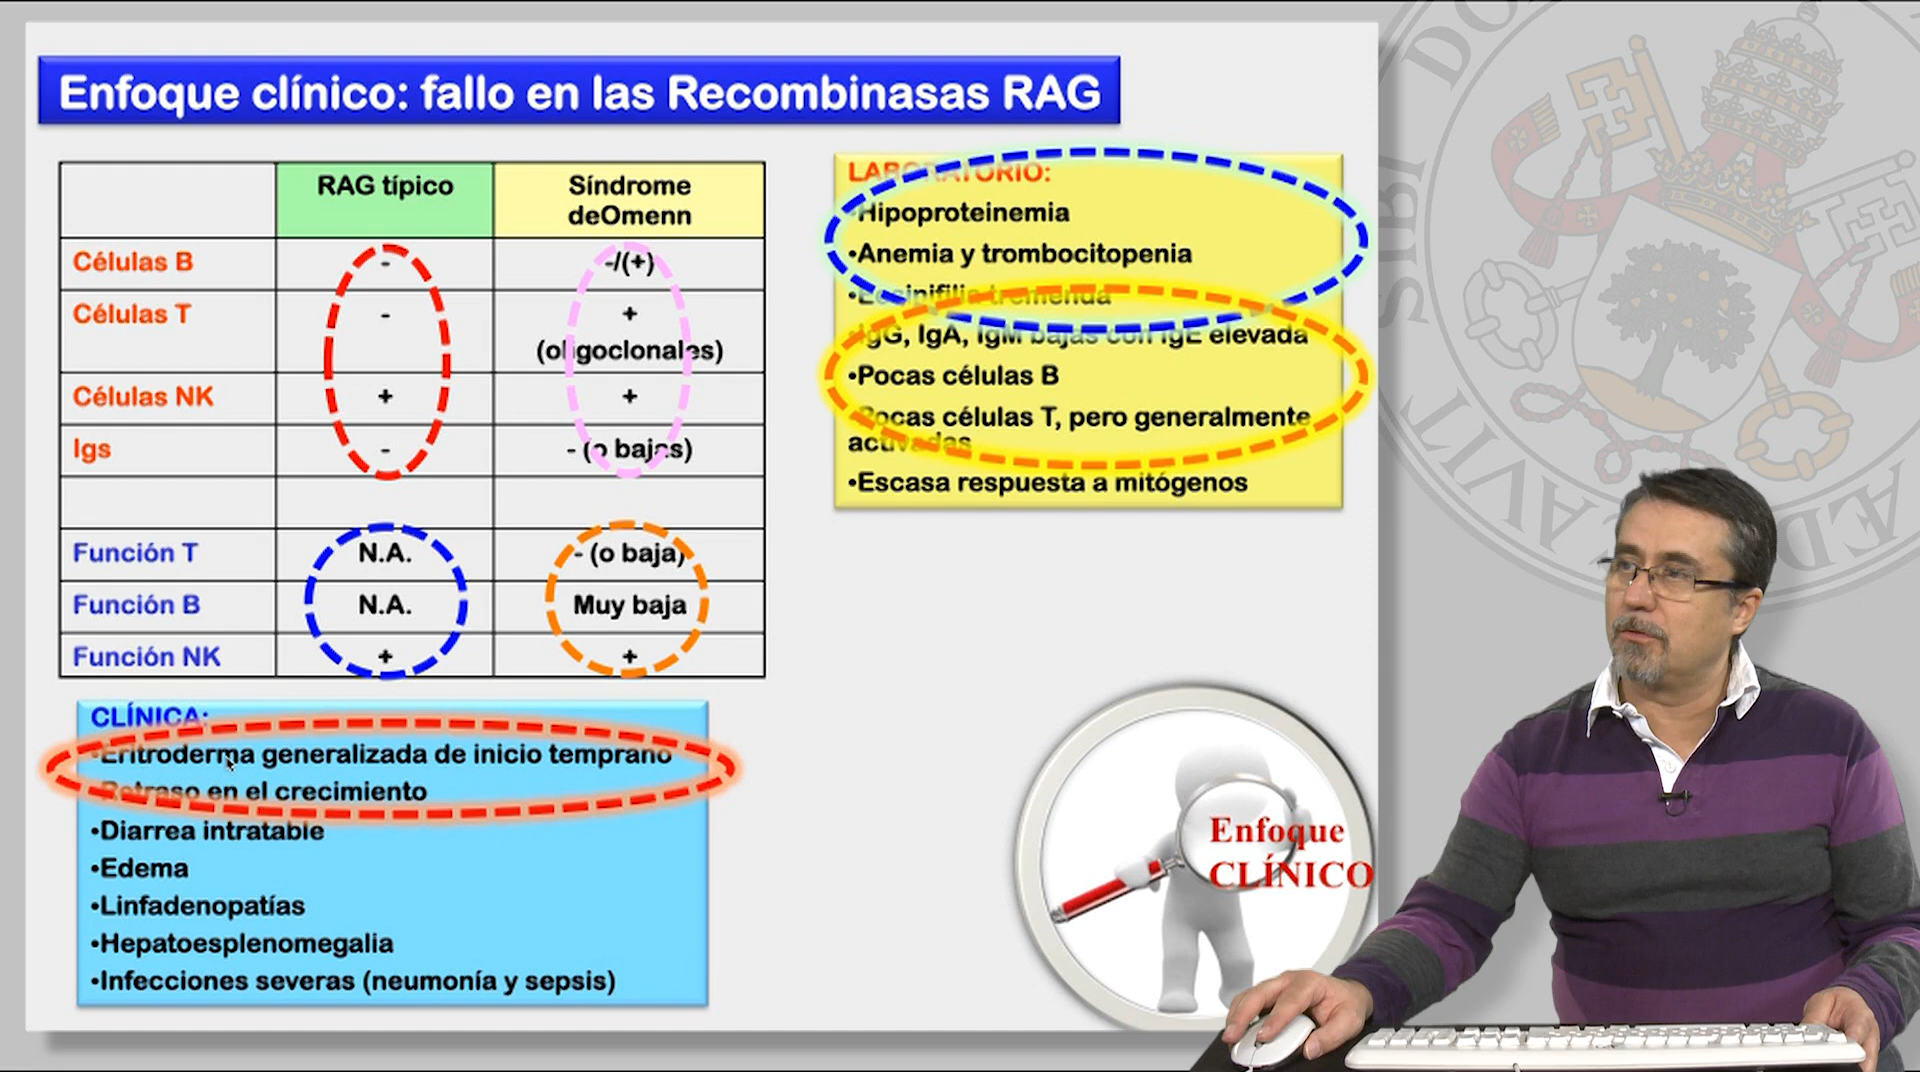 Enfoque clínico: fallo en las Recombinasas RAG
RAG típico
Síndrome
deOmenn
Células B
-
-/(+)
Células T
-
+
(oligoclonales)
Células NK
+
+
Igs
-
- (o bajas)
Función T
N.A.
- (o baja)
Función B
N.A.
Muy baja
Función NK
+
+
CLÍNICA:
•Eritroderma generalizada de inicio temprano
•Retraso en el crecimiento
•Diarrea intratable
•Edema
•Linfadenopatías
•Hepatoesplenomegalia
•Infecciones severas (neumonía y sepsis)
LABORATORIO:
•Hipoproteinemia
•Anemia y trombocitopenia
•Eosinifilia tremenda
•IgG, IgA, IgM bajas con IgE elevada
•Pocas células B
•Pocas células T, pero generalmente
activadas
•Escasa respuesta a mitógenos
Enfoque
CLÍNICO
SIBI